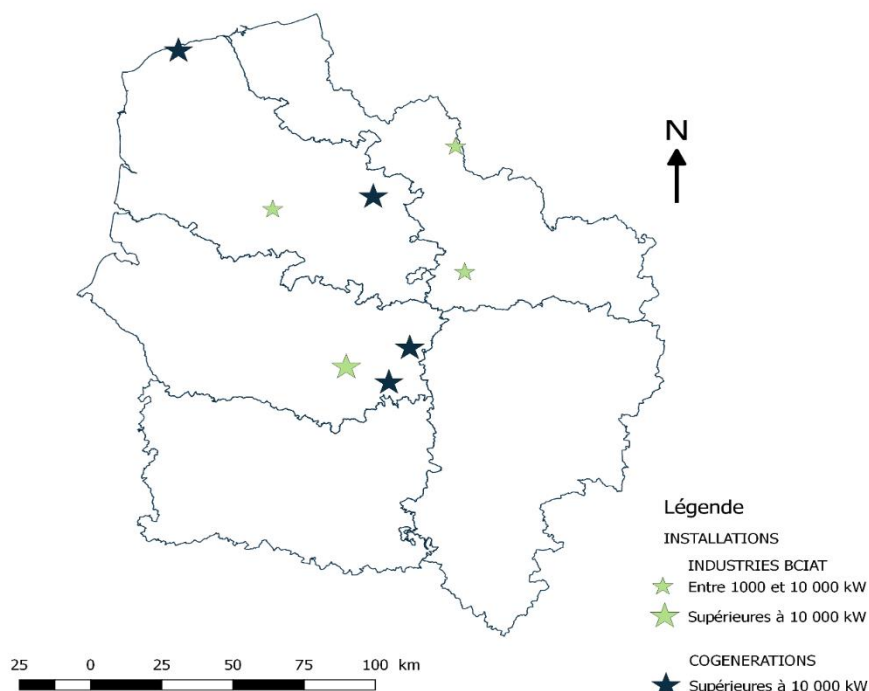 N
Légende
INSTALLATIONS
INDUSTRIES BCIAT
Entre 1000 et 10 000 kW
Supérieures à 10 000 kW
COGENERATIONS
Supérieures à 10 000 kW
25 0 25 50 75 100 km